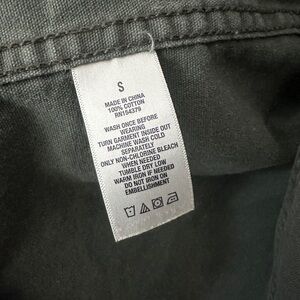 S
MADE IN CHINA
100% COTTON
RN154379
WASH ONCE BEFORE
WEARING
TURN GARMENT INSIDE OUT
MACHINE WASH COLD
SEPARATELY
ONLY NON-CHLORINE BLEACH
WHEN NEEDED
TUMBLE DRY LOW
WARM IRON IF NEEDED
DO NOT IRON ON
EMBELLISHMENT